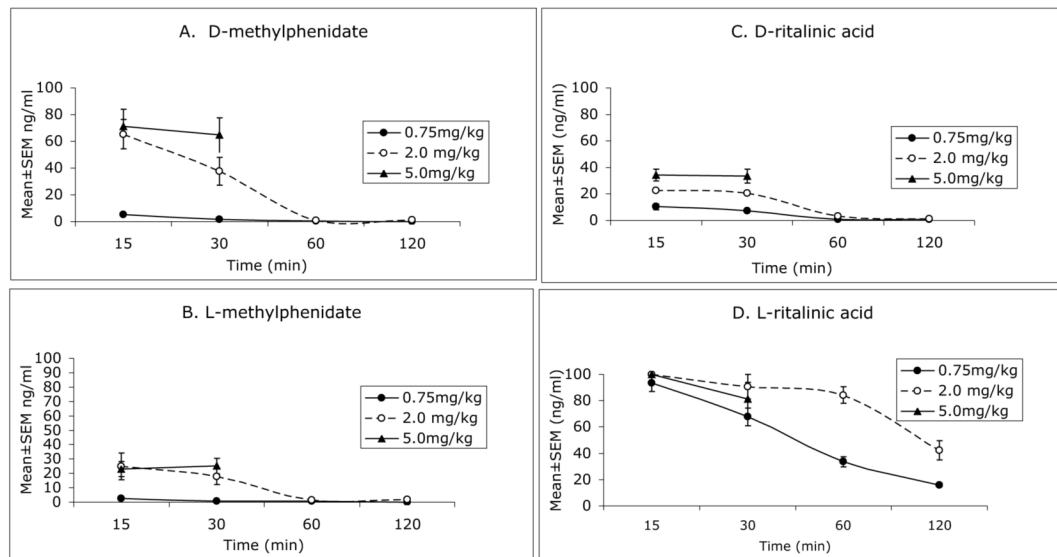 A. D-methylphenidate
Mean±SEM ng/ml
100
80
60
40
20
0
15 30 60 120
Time (min)
0.75mg/kg
2.0 mg/kg
5.0mg/kg
B. L-methylphenidate
Mean±SEM ng/ml
100
90
80
70
60
50
40
30
20
10
0
15 30 60 120
Time (min)
0.75mg/kg
2.0 mg/kg
5.0mg/kg
C. D-ritalinic acid
Mean±SEM (ng/ml)
100
80
60
40
20
0
15 30 60 120
Time (min)
0.75mg/kg
2.0 mg/kg
5.0mg/kg
D. L-ritalinic acid
Mean±SEM (ng/ml)
100
80
60
40
20
0
15 30 60 120
Time (min)
0.75mg/kg
2.0 mg/kg
5.0mg/kg